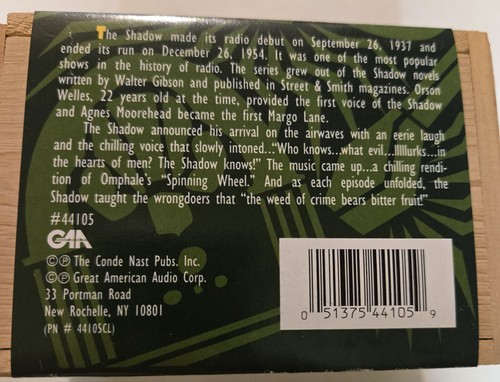 The Shadow made its radio debut on September 26, 1937 and
ended its run on December 26, 1954. It was one of the most popular
shows in the history of radio. The series grew out of the Shadow novels
written by Walter Gibson and published in Street & Smith magazines. Orson
Welles, 22 years old at the time, provided the first voice of the Shadow
and Agnes Moorehead became the first Margo Lane.
The Shadow announced his arrival on the airwaves with an eerie laugh
and the chilling voice that slowly intoned..."Who knows...what evil...lllllurks...in
the hearts of men? The Shadow knows!" The music came up...a chilling rendi-
tion of Omphale's "Spinning Wheel." And as each episode unfolded, the
Shadow taught the wrongdoers that "the weed of crime bears bitter fruit!"
#44105
GAA
©℗ The Conde Nast Pubs. Inc.
©℗ Great American Audio Corp.
33 Portman Road
New Rochelle, NY 10801
(PN # 44105CL)
0 51375 44105 9